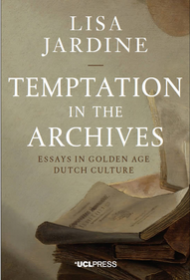 LISA
JARDINE
TEMPTATION
IN THE
ARCHIVES
ESSAYS IN GOLDEN AGE
DUTCH CULTURE
UCLPRESS